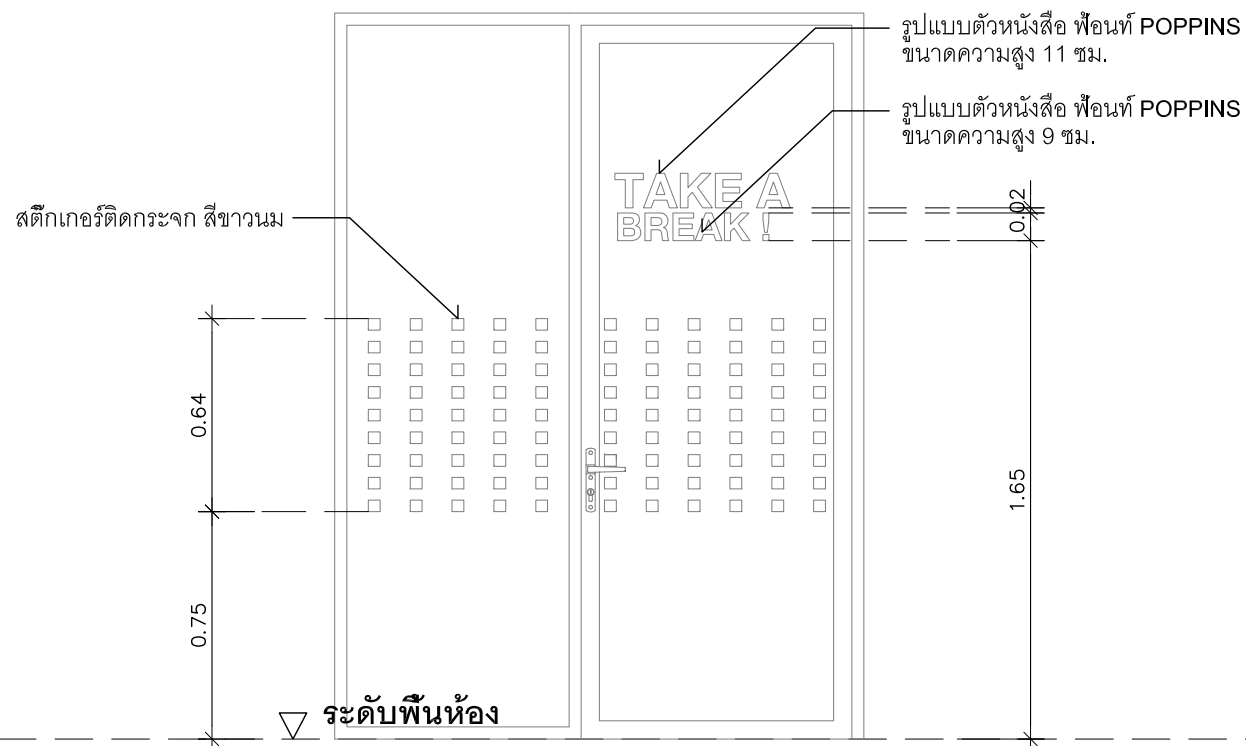 รูปแบบตัวหนังสือ ฟ้อนท์ POPPINS
ขนาดความสูง 11 ซม.
รูปแบบตัวหนังสือ ฟ้อนท์ POPPINS
ขนาดความสูง 9 ซม.
TAKE A
BREAK !
สติ๊กเกอร์ติดกระจก สีขาวนม
0.02
0.64
1.65
0.75
ระดับพื้นห้อง